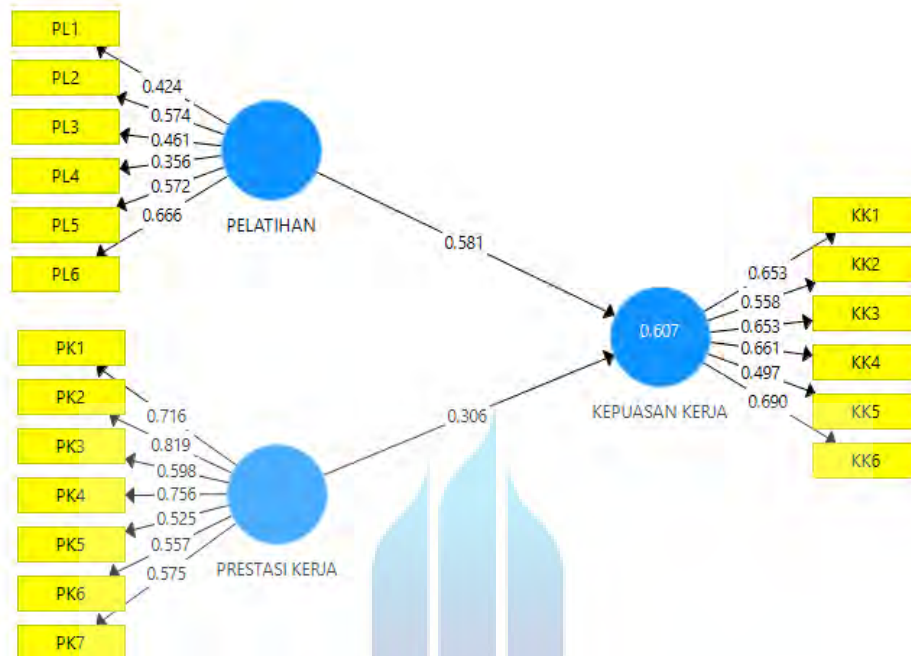 PL1
PL2
PL3
PL4
PL5
PL6
0.424
0.574
0.461
0.356
0.572
0.666
PELATIHAN
0.581
PK1
PK2
PK3
PK4
PK5
PK6
PK7
0.716
0.819
0.598
0.756
0.525
0.557
0.575
PRESTASI KERJA
0.306
0.607
KEPUASAN KERJA
0.653
0.558
0.653
0.661
0.497
0.690
KK1
KK2
KK3
KK4
KK5
KK6